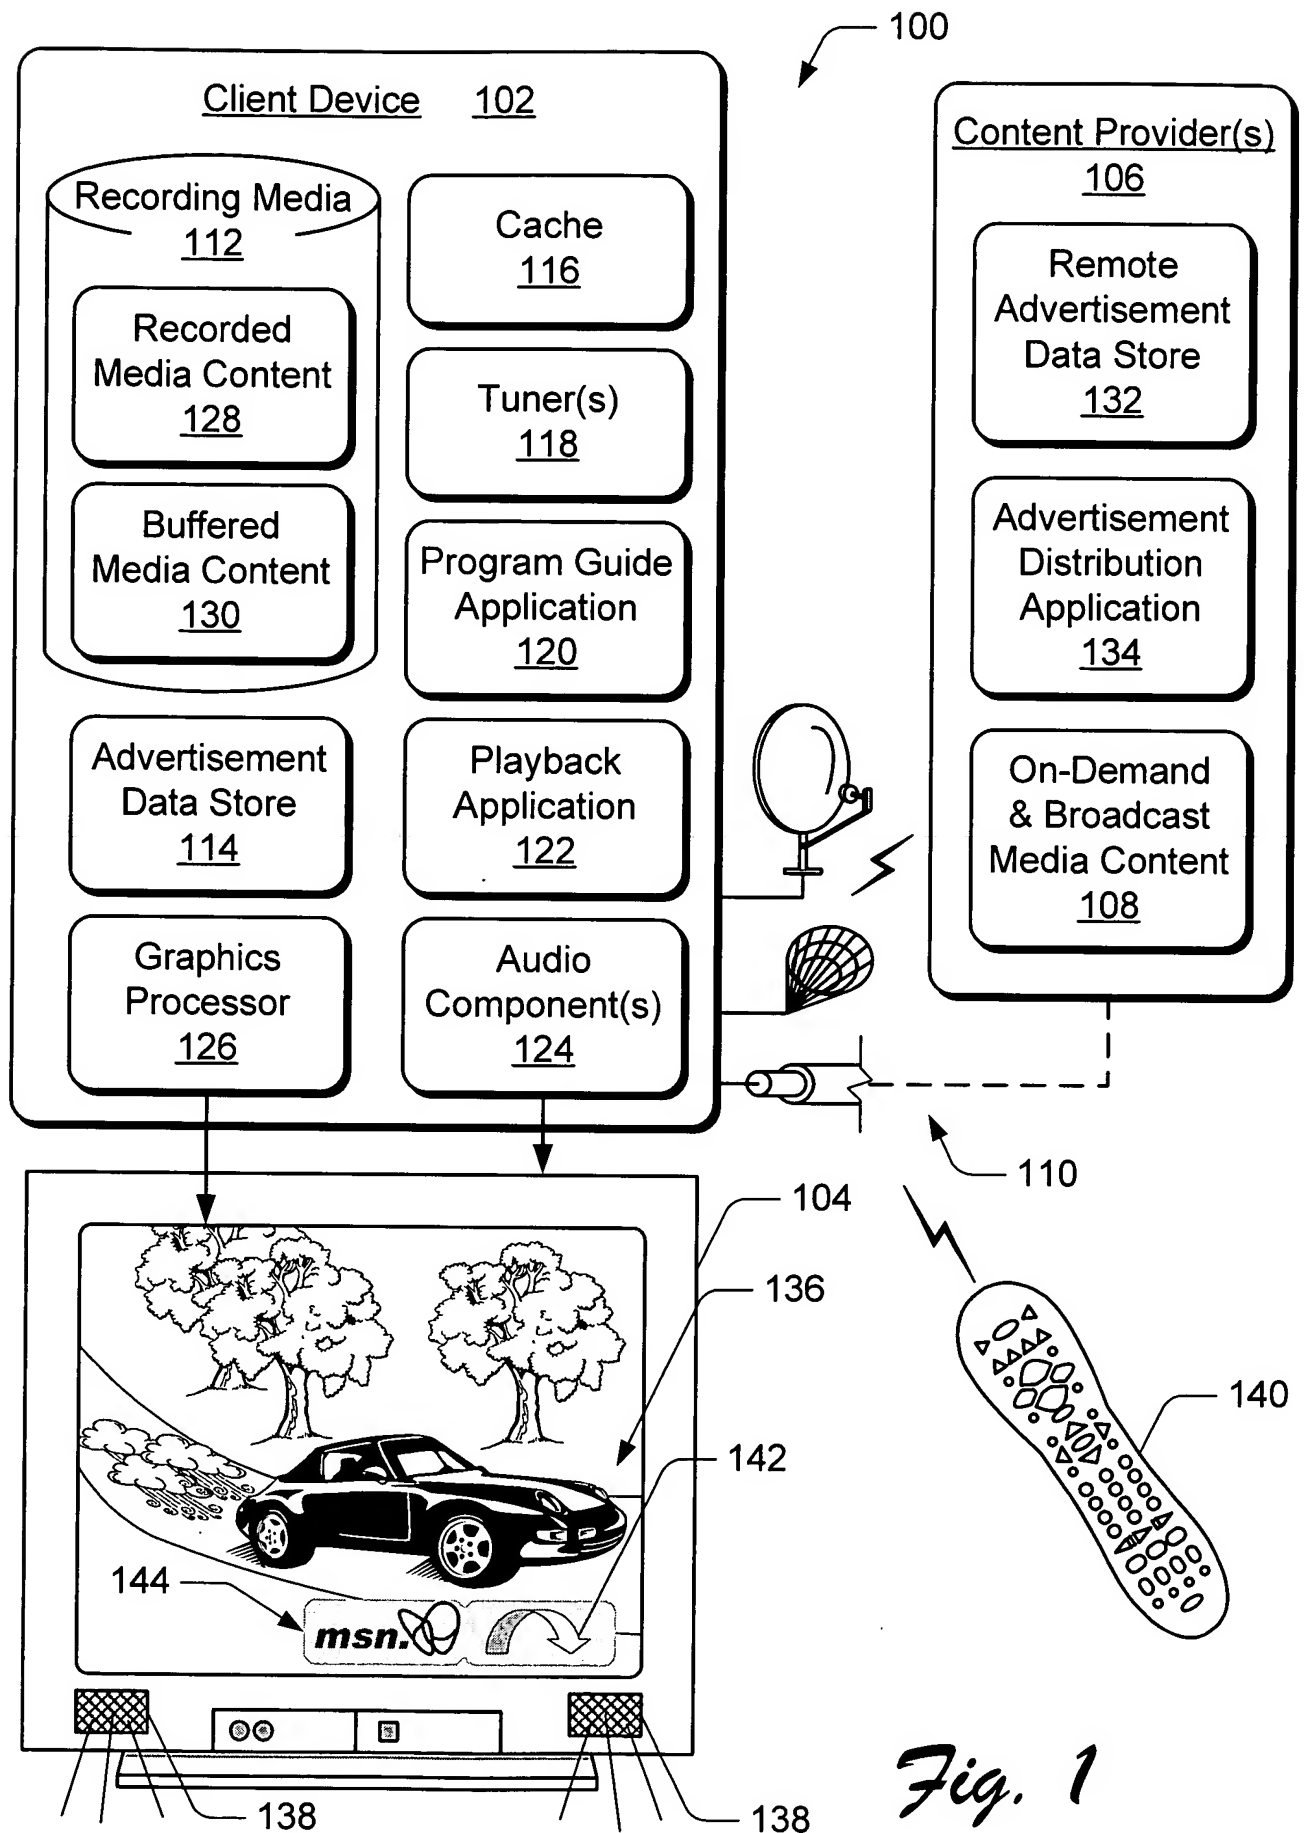 100
Client Device 102
Recording Media
112
Recorded
Media Content
128
Buffered
Media Content
130
Advertisement
Data Store
114
Graphics
Processor
126
Cache
116
Tuner(s)
118
Program Guide
Application
120
Playback
Application
122
Audio
Component(s)
124
Content Provider(s)
106
Remote
Advertisement
Data Store
132
Advertisement
Distribution
Application
134
On-Demand
& Broadcast
Media Content
108
110
104
136
140
142
144
msn.
138
138
Fig. 1